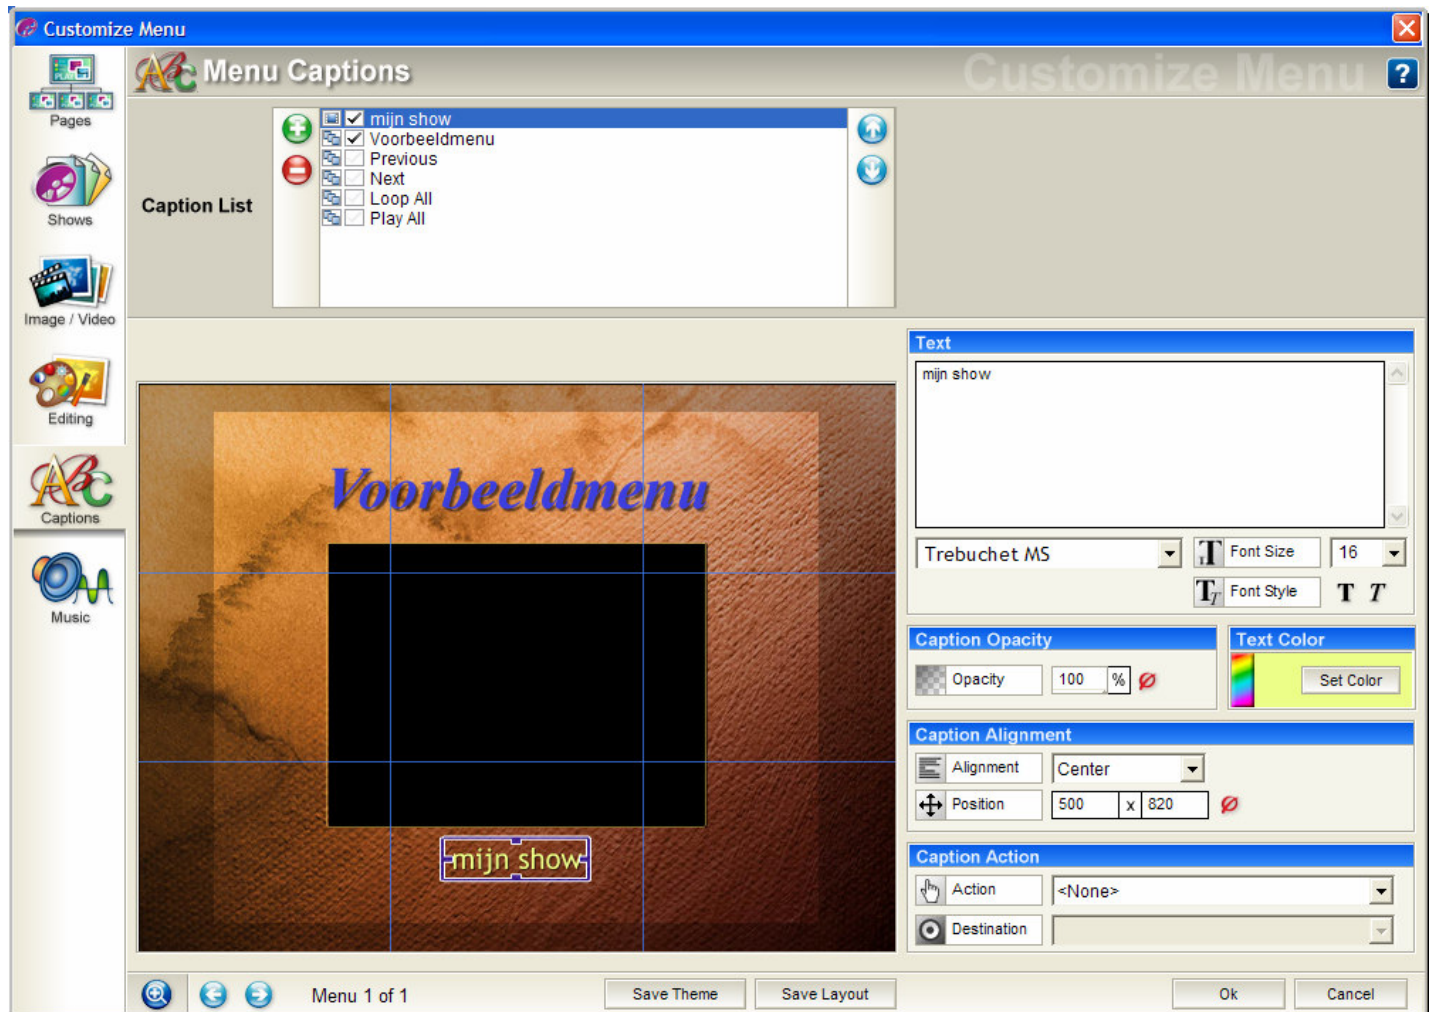 Customize Menu
Menu Captions
Customize Menu
?
Pages
Shows
Image / Video
Editing
Captions
Music
Caption List
mijn show
Voorbeeldmenu
Previous
Next
Loop All
Play All
Voorbeeldmenu
mijn show
Text
mijn show
Trebuchet MS
Font Size
16
Font Style
T T
Caption Opacity
Opacity
100 %
Text Color
Set Color
Caption Alignment
Alignment
Center
Position
500 x 820
Caption Action
Action
<None>
Destination
Menu 1 of 1
Save Theme
Save Layout
Ok
Cancel